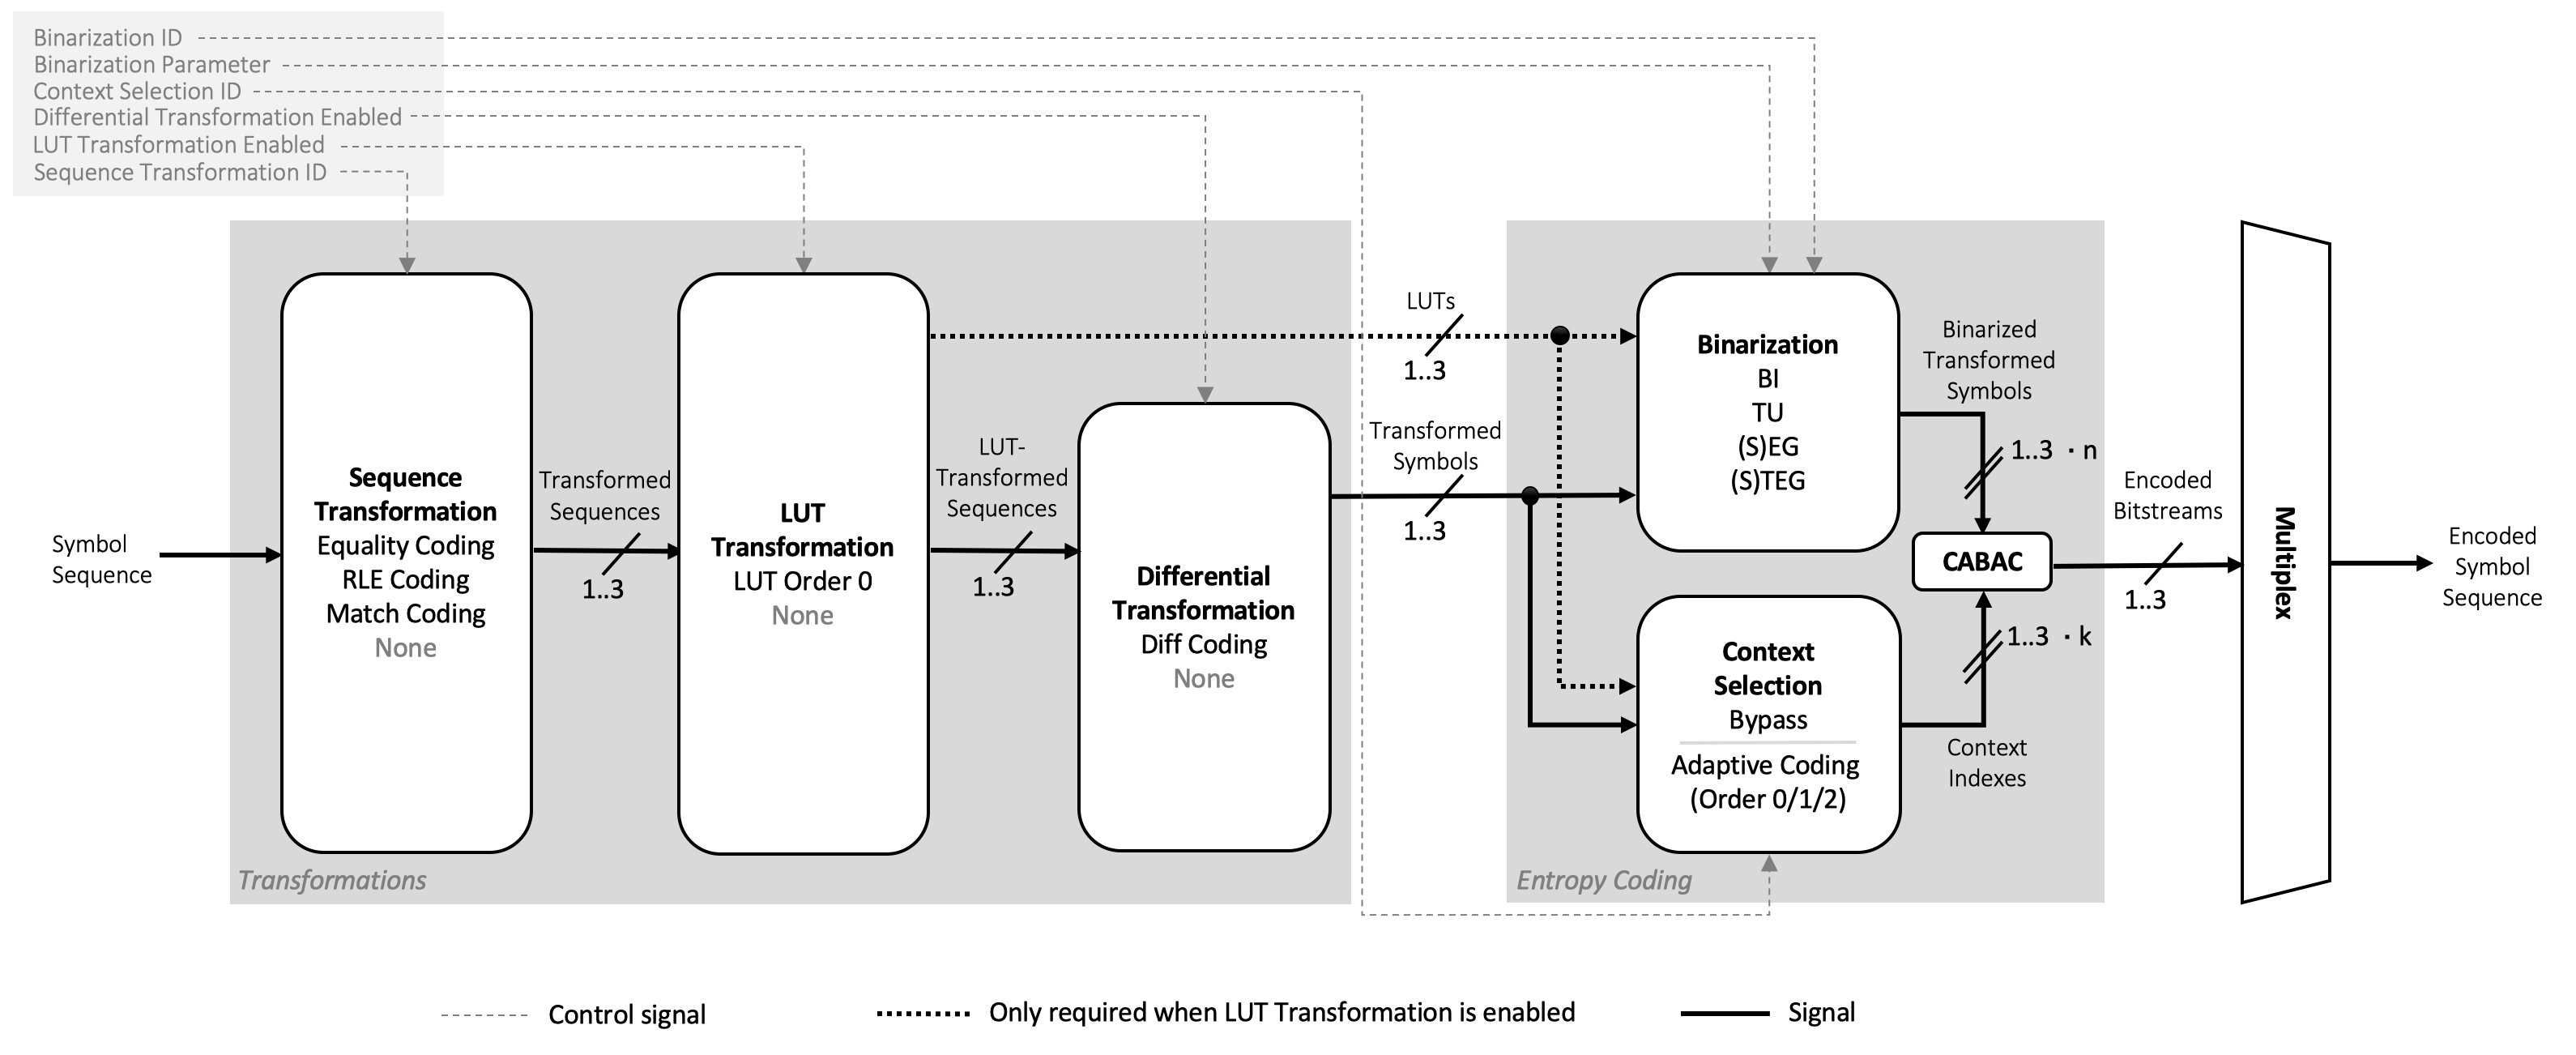 Binarization ID
Binarization Parameter
Context Selection ID
Differential Transformation Enabled
LUT Transformation Enabled
Sequence Transformation ID
Symbol
Sequence
Sequence
Transformation
Equality Coding
RLE Coding
Match Coding
None
Transformed
Sequences
1..3
LUT
Transformation
LUT Order 0
None
LUT-
Transformed
Sequences
1..3
Differential
Transformation
Diff Coding
None
Transformations
LUTs
1..3
Transformed
Symbols
1..3
Binarization
BI
TU
(S)EG
(S)TEG
Context
Selection
Bypass
Adaptive Coding
(Order 0/1/2)
Entropy Coding
Binarized
Transformed
Symbols
1..3 · n
CABAC
1..3 · k
Context
Indexes
Encoded
Bitstreams
1..3
Multiplex
Encoded
Symbol
Sequence
Control signal
Only required when LUT Transformation is enabled
Signal